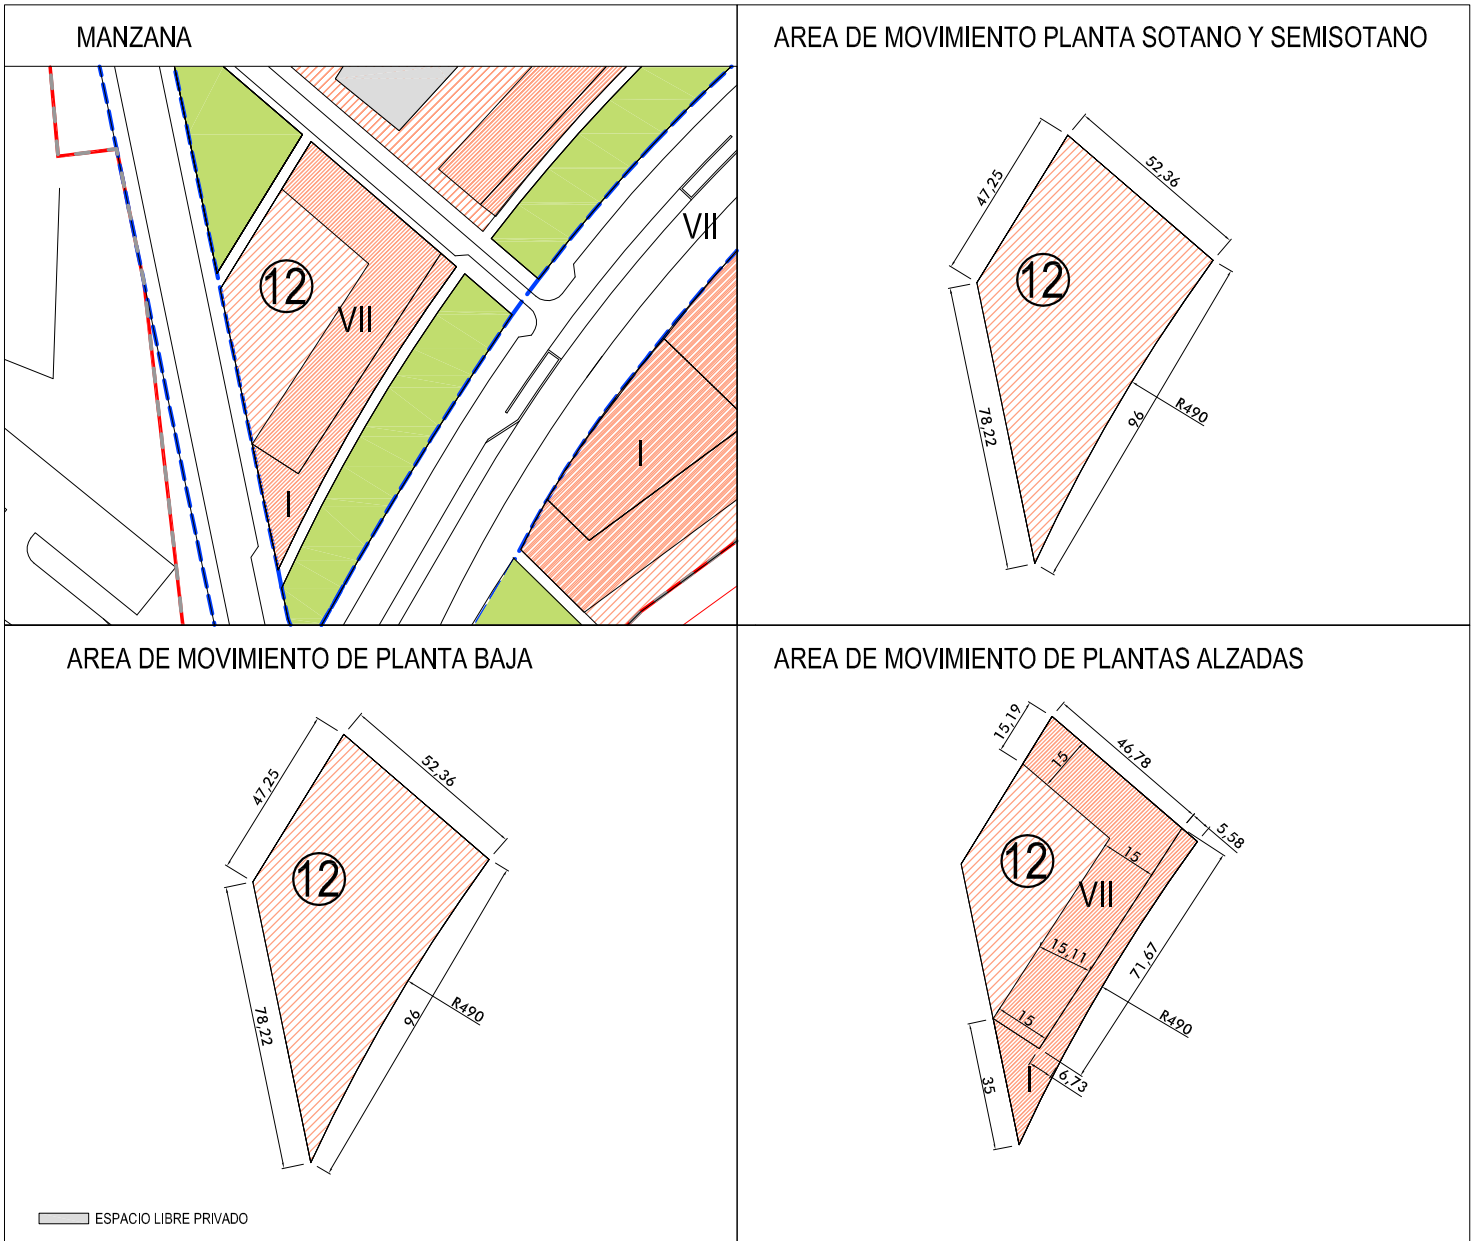 MANZANA
12
VII
I
VII
I
AREA DE MOVIMIENTO PLANTA SOTANO Y SEMISOTANO
47,25
52,36
12
78,22
96
R490
AREA DE MOVIMIENTO DE PLANTA BAJA
47,25
52,36
12
78,22
96
R490
ESPACIO LIBRE PRIVADO
AREA DE MOVIMIENTO DE PLANTAS ALZADAS
15,19
46,78
15
5,58
12
15
VII
15,11
71,67
15
R490
35
I
6,73